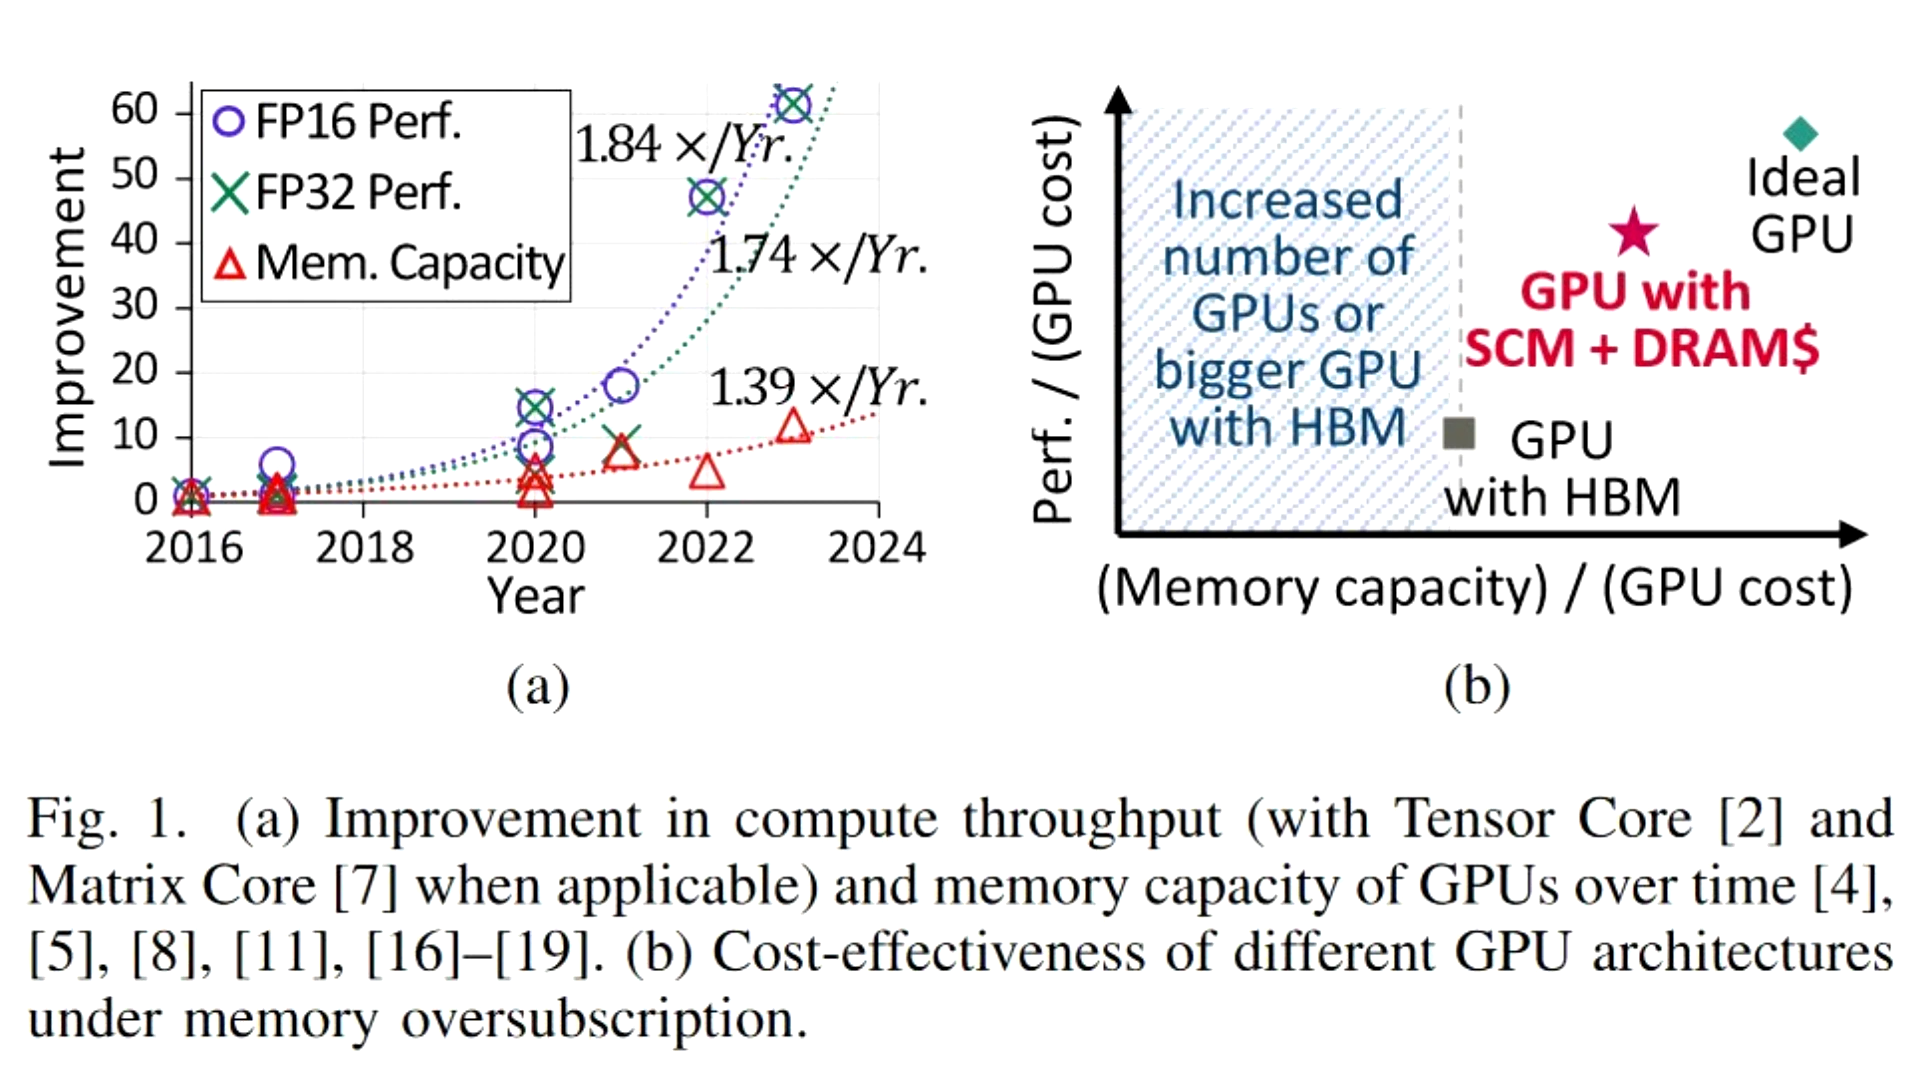 60
50
40
30
20
10
0
Improvement
FP16 Perf.
FP32 Perf.
Mem. Capacity
1.84 ×/Yr.
1.74 ×/Yr.
1.39 ×/Yr.
2016 2018 2020 2022 2024
Year
(a)
Perf. / (GPU cost)
Increased
number of
GPUs or
bigger GPU
with HBM
Ideal
GPU
GPU with
SCM + DRAM$
GPU
with HBM
(Memory capacity) / (GPU cost)
(b)
Fig. 1. (a) Improvement in compute throughput (with Tensor Core [2] and
Matrix Core [7] when applicable) and memory capacity of GPUs over time [4],
[5], [8], [11], [16]–[19]. (b) Cost-effectiveness of different GPU architectures
under memory oversubscription.